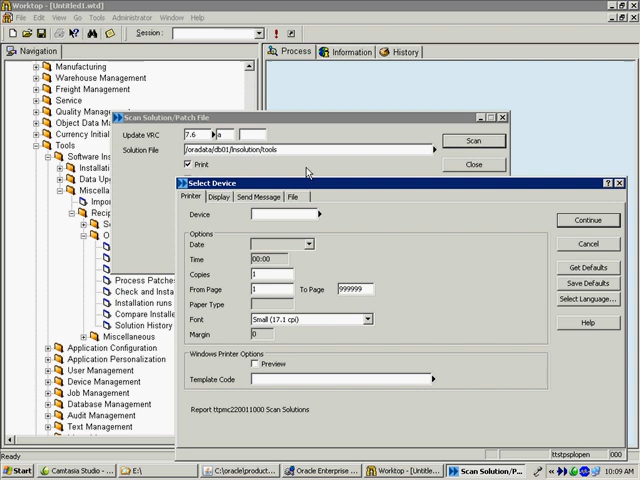 Worktop - [Untitled1.wtd]
File Edit View Go Tools Administrator Window File
Session:
Navigation
Process
Information
History
Manufacturing
Warehouse Management
Freight Management
Service
Quality Manage
Object Data Ma
Currency Initial
Tools
Software Ins
Installati
Data Up
Miscella
Impor
Recip
S
O
Process Patches
Check and Insta
Installation runs
Compare Installe
Solution History
Miscellaneous
Application Configuration
Application Personalization
User Management
Device Management
Job Management
Database Management
Audit Management
Text Management
Scan Solution/Patch File
Update VRC 7.6 a
Scan
Solution File /oradata/db01/lnsolution/tools
Print
Close
Select Device
Printer Display Send Message File
Device
Continue
Options
Date
Cancel
Time 00:00
Copies 1
Get Defaults
From Page 1 To Page 999999
Save Defaults
Paper Type
Select Language...
Font Small (17.1 cpi)
Help
Margin 0
Windows Printer Options
Preview
Template Code
Report ttpmc220011000 Scan Solutions
Ready
ttstpsplopen 000
Start Camtasia Studio - ... E:\ C:\oracle\product... Oracle Enterprise ... Worktop - [Untitle... Scan Solution/P... 10:09 AM